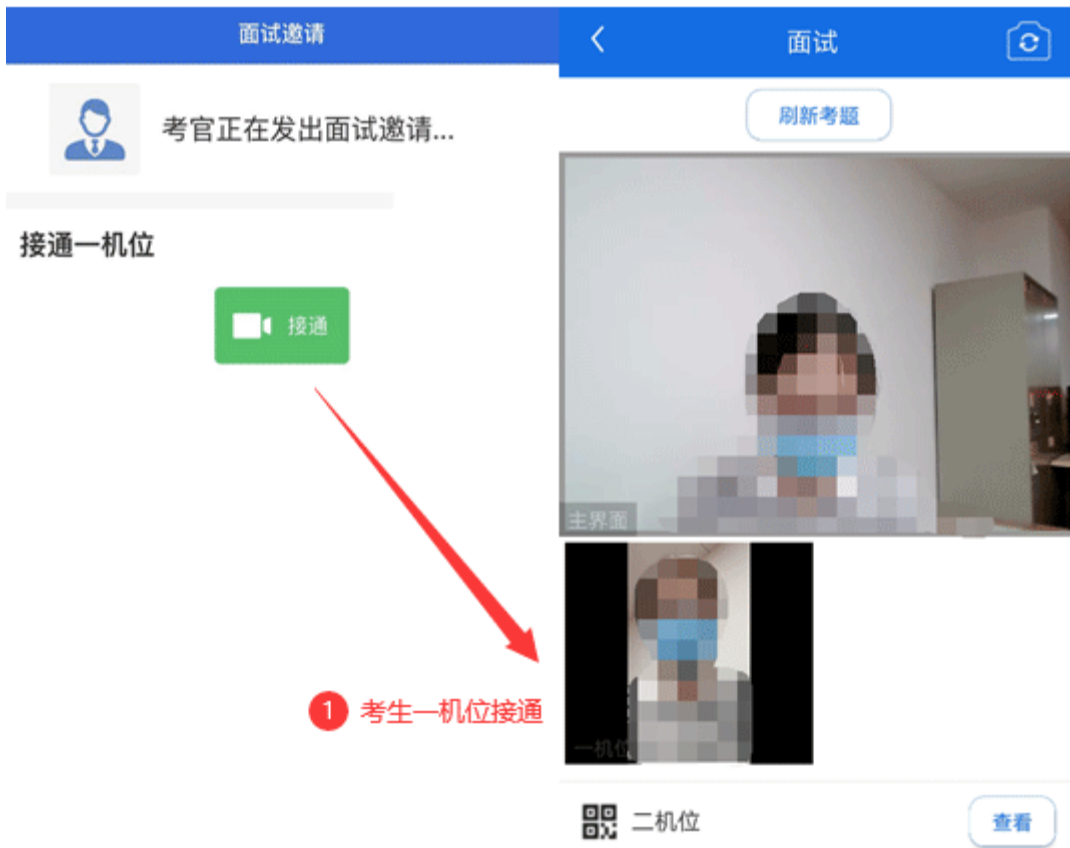 面试邀请
考官正在发出面试邀请...
接通一机位
接通
1 考生一机位接通
面试
刷新考题
主界面
一机位
二机位
查看